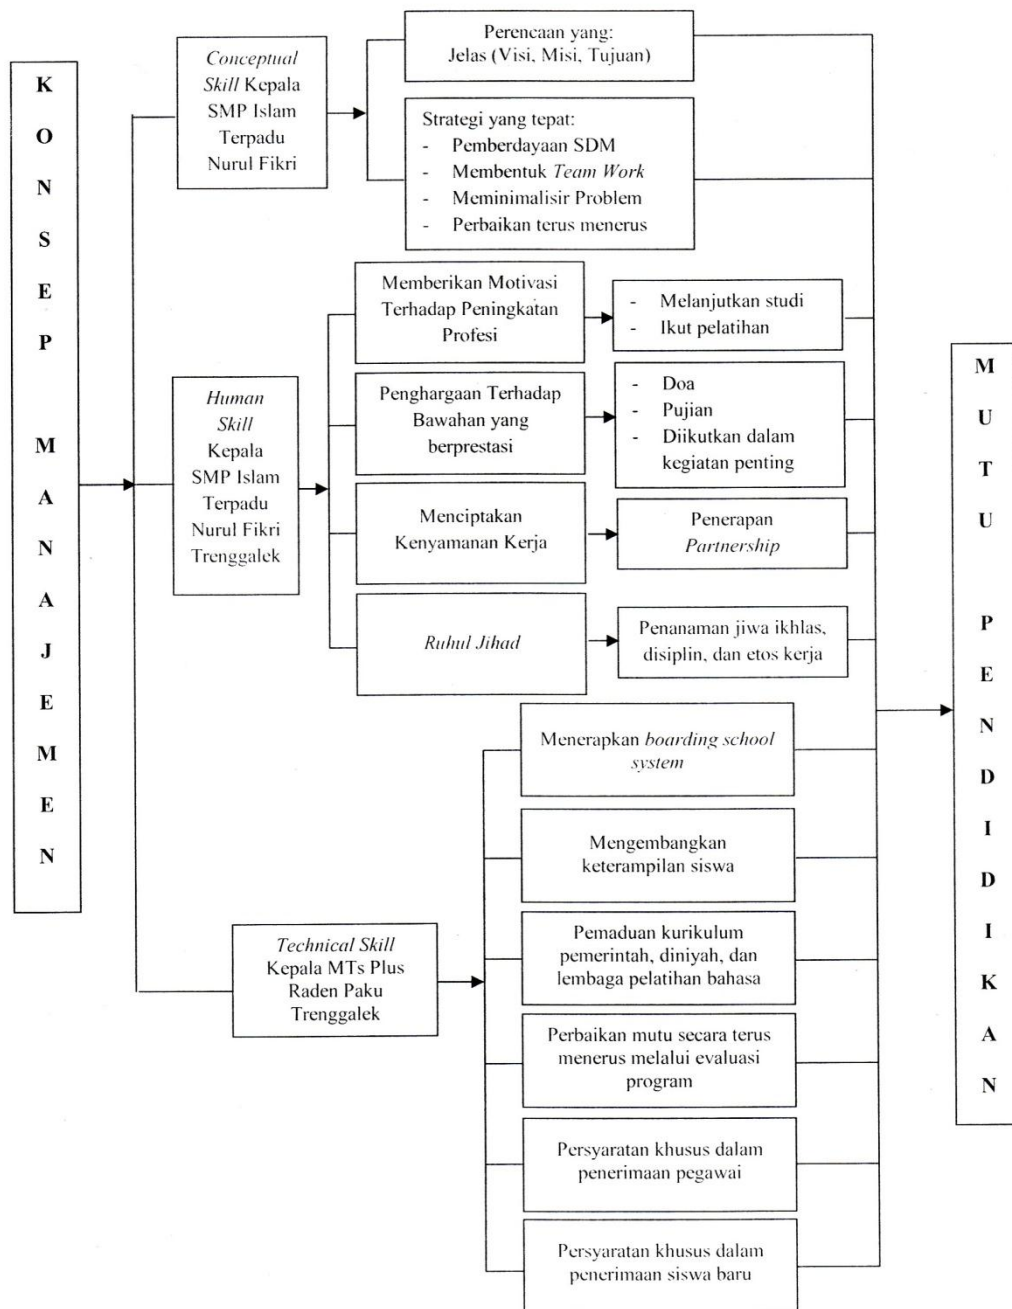 KONSEP MANAJEMEN
Conceptual
Skill Kepala
SMP Islam
Terpadu
Nurul Fikri
Perencaan yang:
Jelas (Visi, Misi, Tujuan)
Strategi yang tepat:
- Pemberdayaan SDM
- Membentuk Team Work
- Meminimalisir Problem
- Perbaikan terus menerus
Human
Skill
Kepala
SMP Islam
Terpadu
Nurul Fikri
Trenggalek
Memberikan Motivasi
Terhadap Peningkatan
Profesi
- Melanjutkan studi
- Ikut pelatihan
Penghargaan Terhadap
Bawahan yang
berprestasi
- Doa
- Pujian
- Diikutkan dalam
kegiatan penting
Menciptakan
Kenyamanan Kerja
Penerapan
Partnership
Ruhul Jihad
Penanaman jiwa ikhlas,
disiplin, dan etos kerja
Technical Skill
Kepala MTs Plus
Raden Paku
Trenggalek
Menerapkan boarding school
system
Mengembangkan
keterampilan siswa
Pemaduan kurikulum
pemerintah, diniyah, dan
lembaga pelatihan bahasa
Perbaikan mutu secara terus
menerus melalui evaluasi
program
Persyaratan khusus dalam
penerimaan pegawai
Persyaratan khusus dalam
penerimaan siswa baru
MUTU PENDIDIKAN